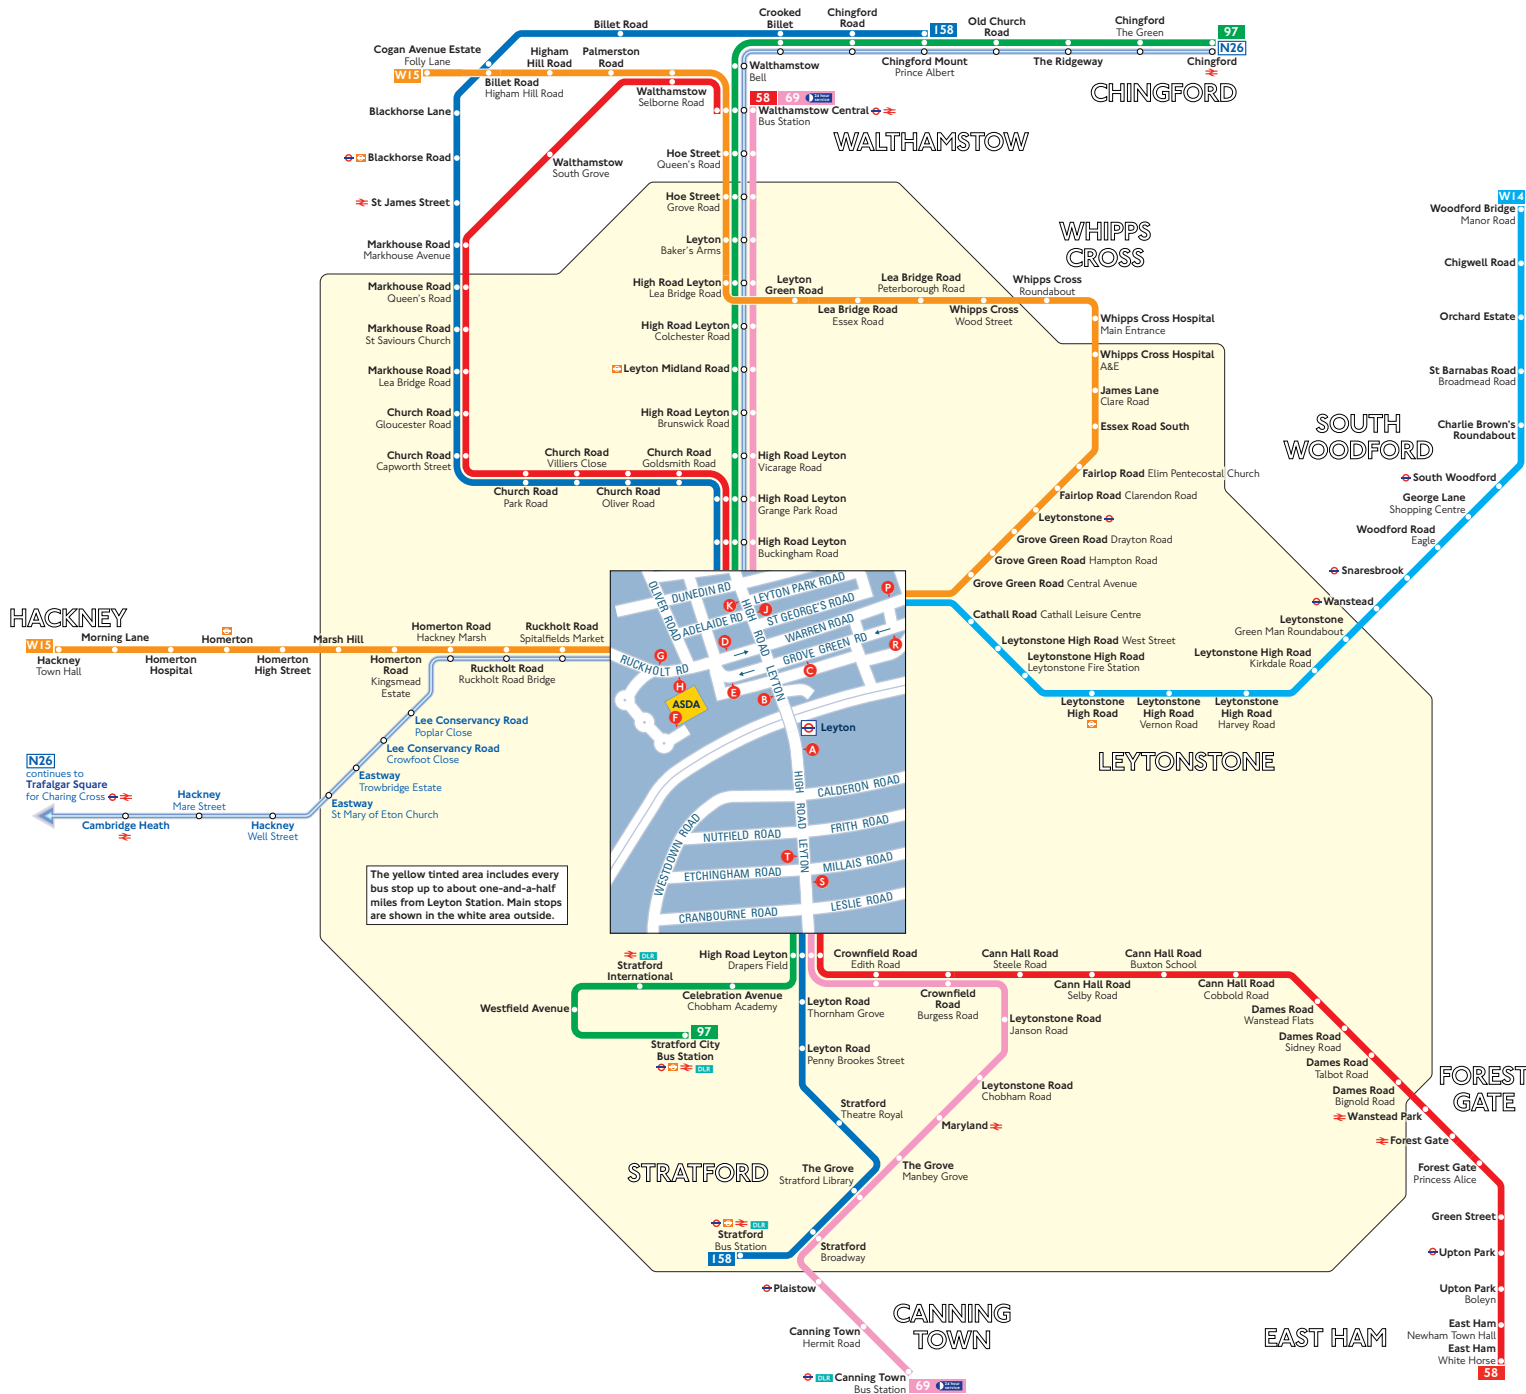 Billet Road
158
Crooked
Billet
Chingford
Road
Old Church
Road
Chingford
The Green
97
N26
Chingford Mount
Prince Albert
The Ridgeway
Chingford
CHINGFORD
Cogan Avenue Estate
Folly Lane
W15
Higham
Hill Road
Palmerston
Road
Billet Road
Higham Hill Road
Walthamstow
Selborne Road
Walthamstow
Bell
58
69
24 hour
service
Walthamstow Central
Bus Station
WALTHAMSTOW
Blackhorse Lane
Blackhorse Road
Walthamstow
South Grove
St James Street
Markhouse Road
Markhouse Avenue
Markhouse Road
Queen's Road
Markhouse Road
St Saviours Church
Markhouse Road
Lea Bridge Road
Church Road
Gloucester Road
Church Road
Capworth Street
Church Road
Villiers Close
Church Road
Goldsmith Road
Church Road
Park Road
Church Road
Oliver Road
Hoe Street
Queen's Road
Hoe Street
Grove Road
Leyton
Baker's Arms
High Road Leyton
Lea Bridge Road
High Road Leyton
Colchester Road
Leyton Midland Road
High Road Leyton
Brunswick Road
High Road Leyton
Vicarage Road
High Road Leyton
Grange Park Road
High Road Leyton
Buckingham Road
Leyton
Green Road
Lea Bridge Road
Essex Road
Lea Bridge Road
Peterborough Road
Whipps Cross
Wood Street
Whipps Cross
Roundabout
WHIPPS
CROSS
Whipps Cross Hospital
Main Entrance
Whipps Cross Hospital
A&E
James Lane
Clare Road
Essex Road South
Fairlop Road Elim Pentecostal Church
Fairlop Road Clarendon Road
Leytonstone
Grove Green Road Drayton Road
Grove Green Road Hampton Road
Grove Green Road Central Avenue
W14
Woodford Bridge
Manor Road
Chigwell Road
Orchard Estate
St Barnabas Road
Broadmead Road
Charlie Brown's
Roundabout
SOUTH
WOODFORD
South Woodford
George Lane
Shopping Centre
Woodford Road
Eagle
Snaresbrook
Wanstead
Leytonstone
Green Man Roundabout
Leytonstone High Road
Kirkdale Road
Cathall Road Cathall Leisure Centre
Leytonstone High Road West Street
Leytonstone High Road
Leytonstone Fire Station
Leytonstone
High Road
Leytonstone
High Road
Vernon Road
Leytonstone
High Road
Harvey Road
LEYTONSTONE
HACKNEY
W15
Hackney
Town Hall
Morning Lane
Homerton
Hospital
Homerton
Homerton
High Street
Marsh Hill
Homerton
Road
Kingsmead
Estate
Homerton Road
Hackney Marsh
Ruckholt Road
Ruckholt Road Bridge
Ruckholt Road
Spitalfields Market
Lee Conservancy Road
Poplar Close
Lee Conservancy Road
Crowfoot Close
Eastway
Trowbridge Estate
Eastway
St Mary of Eton Church
N26
continues to
Trafalgar Square
for Charing Cross
Hackney
Mare Street
Cambridge Heath
Hackney
Well Street
OLIVER ROAD
DUNEDIN RD
LEYTON PARK ROAD
ADELAIDE RD
HIGH ROAD LEYTON
ST GEORGE'S ROAD
WARREN ROAD
GROVE GREEN RD
RUCKHOLT RD
K
J
P
D
G
R
C
H
E
B
ASDA
F
Leyton
A
HIGH ROAD LEYTON
CALDERON ROAD
WESTDOWN ROAD
NUTFIELD ROAD
FRITH ROAD
T
ETCHINGHAM ROAD
MILLAIS ROAD
S
CRANBOURNE ROAD
LESLIE ROAD
The yellow tinted area includes every
bus stop up to about one-and-a-half
miles from Leyton Station. Main stops
are shown in the white area outside.
High Road Leyton
Drapers Field
DLR
Stratford
International
Celebration Avenue
Chobham Academy
Westfield Avenue
97
Stratford City
Bus Station
DLR
Leyton Road
Thornham Grove
Leyton Road
Penny Brookes Street
Stratford
Theatre Royal
The Grove
Stratford Library
STRATFORD
DLR
Stratford
Bus Station
158
Stratford
Broadway
Crownfield Road
Edith Road
Crownfield
Road
Burgess Road
Leytonstone Road
Janson Road
Leytonstone Road
Chobham Road
Maryland
The Grove
Manbey Grove
Plaistow
Canning Town
Hermit Road
CANNING
TOWN
DLR
Canning Town
Bus Station
69
24 hour
service
Cann Hall Road
Steele Road
Cann Hall Road
Selby Road
Cann Hall Road
Buxton School
Cann Hall Road
Cobbold Road
Dames Road
Wanstead Flats
Dames Road
Sidney Road
Dames Road
Talbot Road
Dames Road
Bignold Road
FOREST
GATE
Wanstead Park
Forest Gate
Forest Gate
Princess Alice
Green Street
Upton Park
Upton Park
Boleyn
EAST HAM
East Ham
Newham Town Hall
East Ham
White Horse
58